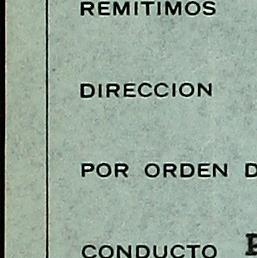 REMITIMOS
DIRECCION
POR ORDEN D
CONDUCTO